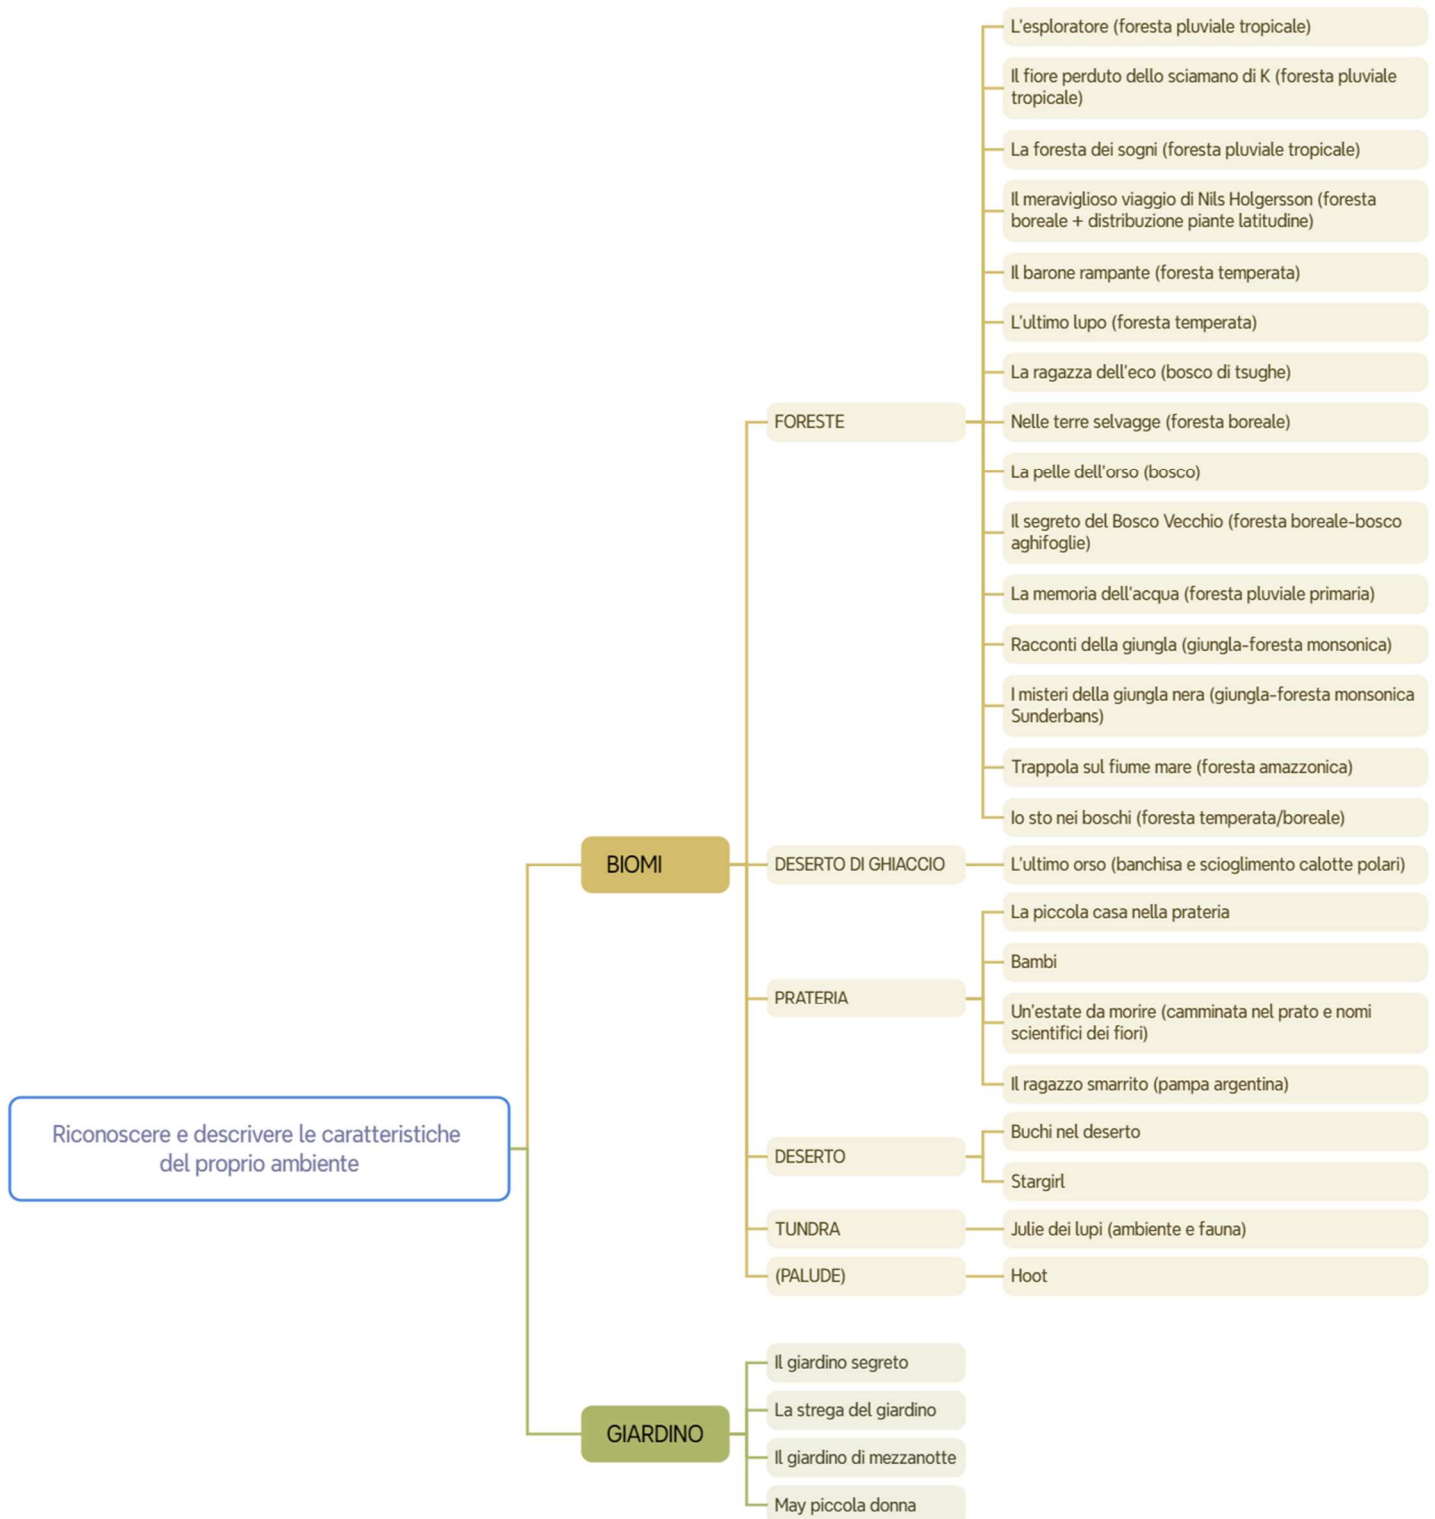 Riconoscere e descrivere le caratteristiche
del proprio ambiente
BIOMI
FORESTE
L'esploratore (foresta pluviale tropicale)
Il fiore perduto dello sciamano di K (foresta pluviale
tropicale)
La foresta dei sogni (foresta pluviale tropicale)
Il meraviglioso viaggio di Nils Holgersson (foresta
boreale + distribuzione piante latitudine)
Il barone rampante (foresta temperata)
L'ultimo lupo (foresta temperata)
La ragazza dell'eco (bosco di tsughe)
Nelle terre selvagge (foresta boreale)
La pelle dell'orso (bosco)
Il segreto del Bosco Vecchio (foresta boreale-bosco
aghifoglie)
La memoria dell'acqua (foresta pluviale primaria)
Racconti della giungla (giungla-foresta monsonica)
I misteri della giungla nera (giungla-foresta monsonica
Sunderbans)
Trappola sul fiume mare (foresta amazzonica)
Io sto nei boschi (foresta temperata/boreale)
DESERTO DI GHIACCIO
L'ultimo orso (banchisa e scioglimento calotte polari)
PRATERIA
La piccola casa nella prateria
Bambi
Un'estate da morire (camminata nel prato e nomi
scientifici dei fiori)
Il ragazzo smarrito (pampa argentina)
DESERTO
Buchi nel deserto
Stargirl
TUNDRA
Julie dei lupi (ambiente e fauna)
(PALUDE)
Hoot
GIARDINO
Il giardino segreto
La strega del giardino
Il giardino di mezzanotte
May piccola donna